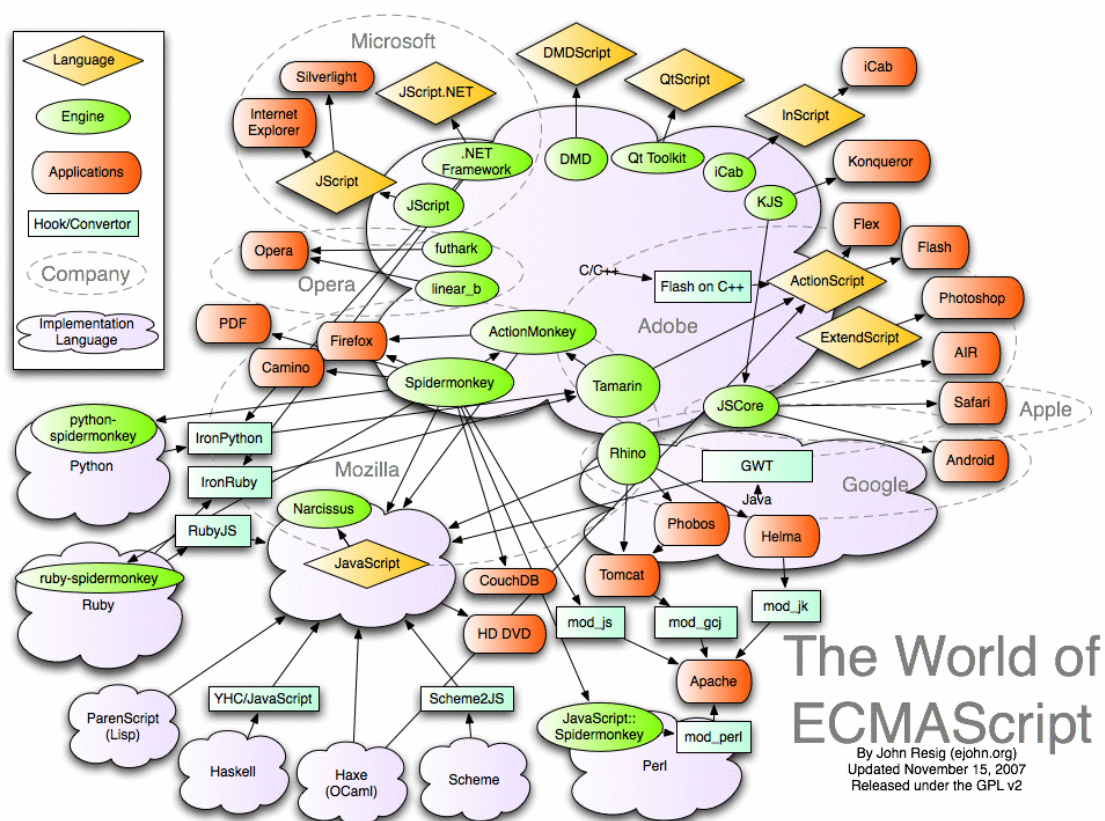 Language
Engine
Applications
Hook/Convertor
Company
Implementation
Language
Microsoft
Silverlight
Internet
Explorer
JScript.NET
.NET
Framework
JScript
JScript
DMDScript
QtScript
DMD
Qt Toolkit
iCab
InScript
iCab
KJS
Konqueror
Opera
futhark
linear_b
Opera
C/C++
Flash on C++
ActionScript
Flex
Flash
Photoshop
ExtendScript
Adobe
PDF
Firefox
Camino
ActionMonkey
Spidermonkey
Tamarin
JSCore
AIR
Safari
Apple
Android
python-
spidermonkey
Python
IronPython
IronRuby
RubyJS
ruby-spidermonkey
Ruby
Mozilla
Narcissus
JavaScript
Rhino
GWT
Java
Google
Phobos
Helma
CouchDB
HD DVD
Tomcat
mod_js
mod_gcj
mod_jk
Apache
ParenScript
(Lisp)
YHC/JavaScript
Haskell
Haxe
(OCaml)
Scheme2JS
Scheme
JavaScript::
Spidermonkey
mod_perl
Perl
The World of
ECMAScript
By John Resig (ejohn.org)
Updated November 15, 2007
Released under the GPL v2